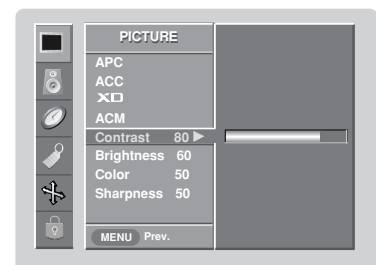 PICTURE
APC
ACC
XD
ACM
Contrast 80 ▶
Brightness 60
Color 50
Sharpness 50
MENU Prev.